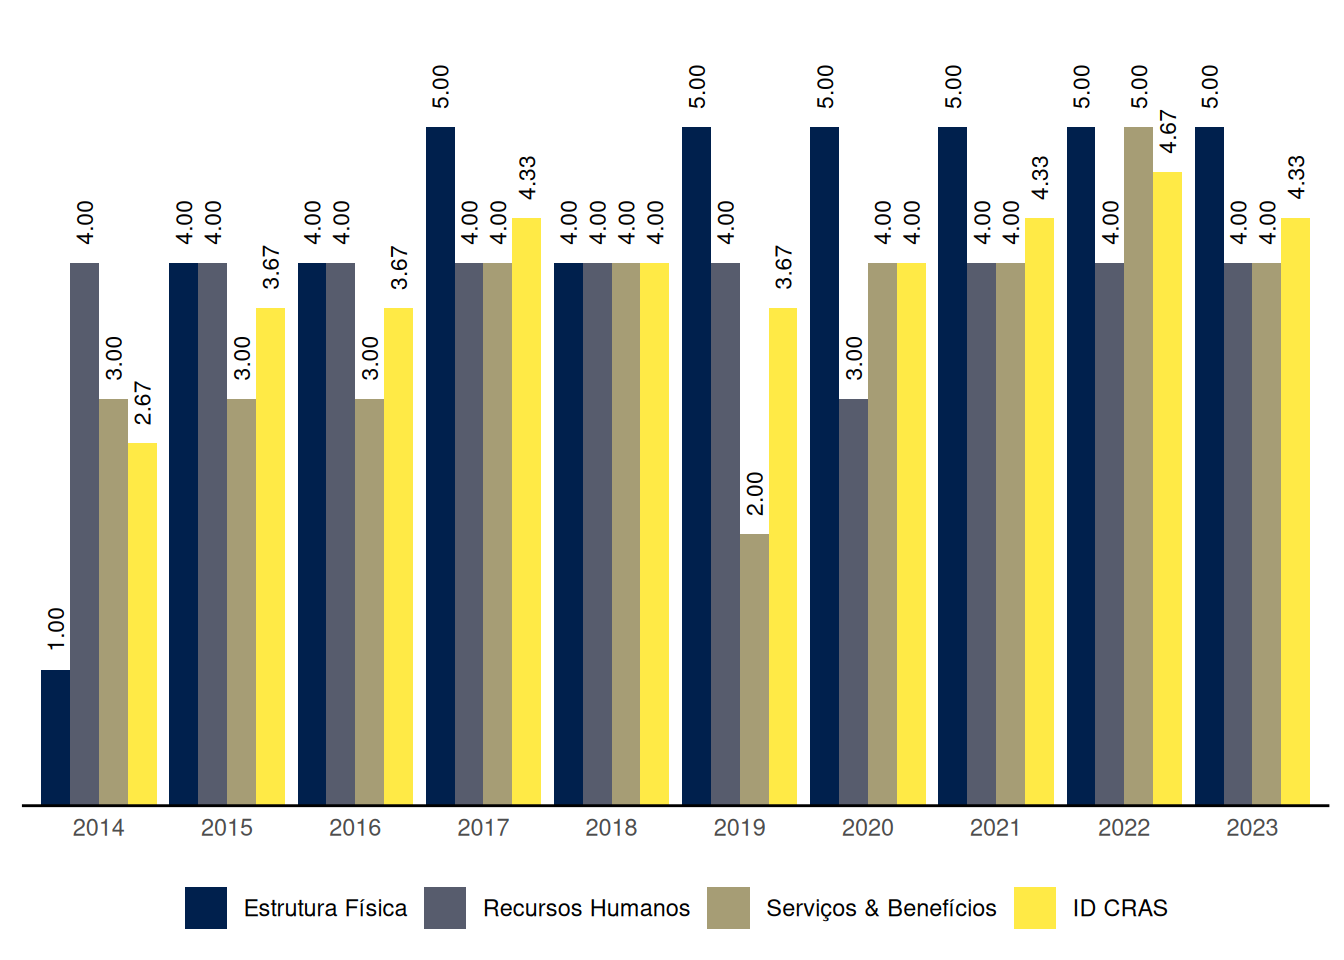 5.00 5.00 5.00 5.00 5.00 5.00 5.00
4.67
4.33 4.33 4.33
4.00 4.00 4.00 4.00 4.00 4.00 4.00 4.00 4.00 4.00 4.00 4.00 4.00 4.00 4.00 4.00 4.00 4.00 4.00 4.00
3.67 3.67 3.67
3.00 3.00 3.00 3.00
2.67
2.00
1.00
2014 2015 2016 2017 2018 2019 2020 2021 2022 2023
Estrutura Física Recursos Humanos Serviços & Benefícios ID CRAS